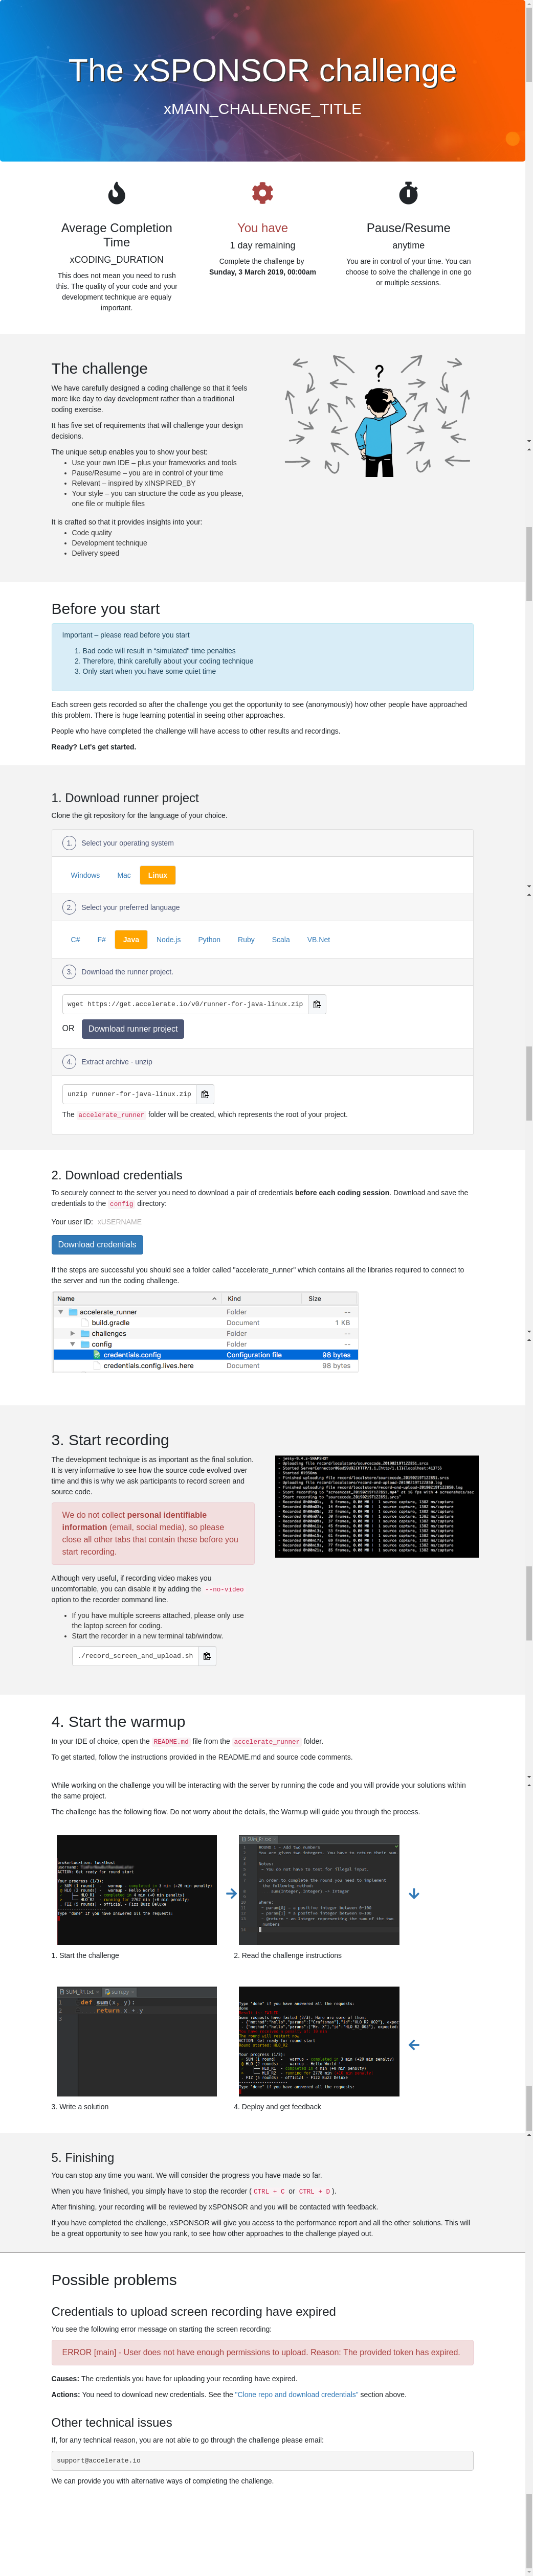 The xSPONSOR challenge
xMAIN_CHALLENGE_TITLE
Average Completion
Time
xCODING_DURATION
This does not mean you need to rush
this. The quality of your code and your
development technique are equaly
important.
You have
1 day remaining
Complete the challenge by
Sunday, 3 March 2019, 00:00am
Pause/Resume
anytime
You are in control of your time. You can
choose to solve the challenge in one go
or multiple sessions.
The challenge
We have carefully designed a coding challenge so that it feels
more like day to day development rather than a traditional
coding exercise.
It has five set of requirements that will challenge your design
decisions.
The unique setup enables you to show your best:
• Use your own IDE – plus your frameworks and tools
• Pause/Resume – you are in control of your time
• Relevant – inspired by xINSPIRED_BY
• Your style – you can structure the code as you please,
one file or multiple files
It is crafted so that it provides insights into your:
• Code quality
• Development technique
• Delivery speed
?
Before you start
Important – please read before you start
1. Bad code will result in "simulated" time penalties
2. Therefore, think carefully about your coding technique
3. Only start when you have some quiet time
Each screen gets recorded so after the challenge you get the opportunity to see (anonymously) how other people have approached
this problem. There is huge learning potential in seeing other approaches.
People who have completed the challenge will have access to other results and recordings.
Ready? Let's get started.
1. Download runner project
Clone the git repository for the language of your choice.
1. Select your operating system
Windows Mac Linux
2. Select your preferred language
C# F# Java Node.js Python Ruby Scala VB.Net
3. Download the runner project.
wget https://get.accelerate.io/v0/runner-for-java-linux.zip
OR Download runner project
4. Extract archive - unzip
unzip runner-for-java-linux.zip
The accelerate_runner folder will be created, which represents the root of your project.
2. Download credentials
To securely connect to the server you need to download a pair of credentials before each coding session. Download and save the
credentials to the config directory:
Your user ID: xUSERNAME
Download credentials
If the steps are successful you should see a folder called "accelerate_runner" which contains all the libraries required to connect to
the server and run the coding challenge.
Name Kind Size
accelerate_runner Folder --
build.gradle Document 1 KB
challenges Folder --
config Folder --
credentials.config Configuration file 98 bytes
credentials.config.lives.here Document 98 bytes
3. Start recording
The development technique is as important as the final solution.
It is very informative to see how the source code evolved over
time and this is why we ask participants to record screen and
source code.
We do not collect personal identifiable
information (email, social media), so please
close all other tabs that contain these before you
start recording.
Although very useful, if recording video makes you
uncomfortable, you can disable it by adding the --no-video
option to the recorder command line.
• If you have multiple screens attached, please only use
the laptop screen for coding.
• Start the recorder in a new terminal tab/window.
./record_screen_and_upload.sh
4. Start the warmup
In your IDE of choice, open the README.md file from the accelerate_runner folder.
To get started, follow the instructions provided in the README.md and source code comments.
While working on the challenge you will be interacting with the server by running the code and you will provide your solutions within
the same project.
The challenge has the following flow. Do not worry about the details, the Warmup will guide you through the process.
1. Start the challenge
2. Read the challenge instructions
def sum(x, y):
return x + y
3. Write a solution
4. Deploy and get feedback
5. Finishing
You can stop any time you want. We will consider the progress you have made so far.
When you have finished, you simply have to stop the recorder ( CTRL + C or CTRL + D ).
After finishing, your recording will be reviewed by xSPONSOR and you will be contacted with feedback.
If you have completed the challenge, xSPONSOR will give you access to the performance report and all the other solutions. This will
be a great opportunity to see how you rank, to see how other approaches to the challenge played out.
Possible problems
Credentials to upload screen recording have expired
You see the following error message on starting the screen recording:
ERROR [main] - User does not have enough permissions to upload. Reason: The provided token has expired.
Causes: The credentials you have for uploading your recording have expired.
Actions: You need to download new credentials. See the "Clone repo and download credentials" section above.
Other technical issues
If, for any technical reason, you are not able to go through the challenge please email:
support@accelerate.io
We can provide you with alternative ways of completing the challenge.